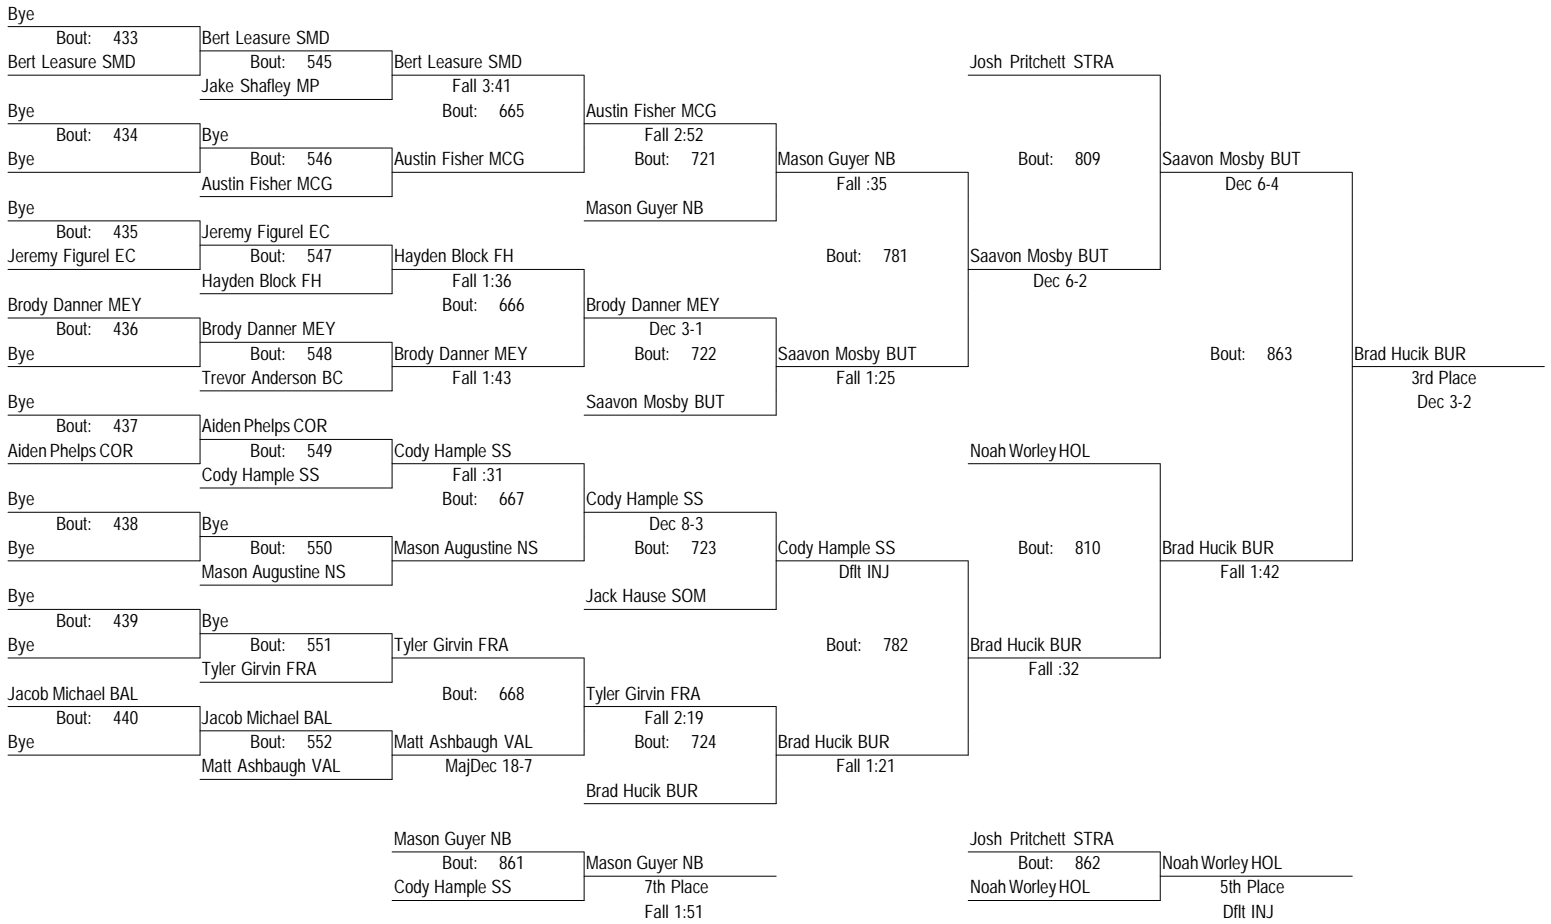 Bye
Bout: 433
Bert Leasure SMD
Bye
Bout: 434
Bye
Bye
Bout: 435
Jeremy Figurel EC
Brody Danner MEY
Bout: 436
Bye
Bye
Bout: 437
Aiden Phelps COR
Bye
Bout: 438
Bye
Bye
Bout: 439
Bye
Jacob Michael BAL
Bout: 440
Bye
Bert Leasure SMD
Bout: 545
Jake Shafley MP
Bye
Bout: 546
Austin Fisher MCG
Jeremy Figurel EC
Bout: 547
Hayden Block FH
Brody Danner MEY
Bout: 548
Trevor Anderson BC
Aiden Phelps COR
Bout: 549
Cody Hample SS
Bye
Bout: 550
Mason Augustine NS
Bye
Bout: 551
Tyler Girvin FRA
Jacob Michael BAL
Bout: 552
Matt Ashbaugh VAL
Bert Leasure SMD
Fall 3:41
Bout: 665
Austin Fisher MCG
Hayden Block FH
Fall 1:36
Bout: 666
Brody Danner MEY
Fall 1:43
Cody Hample SS
Fall :31
Bout: 667
Mason Augustine NS
Tyler Girvin FRA
Bout: 668
Matt Ashbaugh VAL
MajDec 18-7
Austin Fisher MCG
Fall 2:52
Bout: 721
Mason Guyer NB
Brody Danner MEY
Dec 3-1
Bout: 722
Saavon Mosby BUT
Cody Hample SS
Dec 8-3
Bout: 723
Jack Hause SOM
Tyler Girvin FRA
Fall 2:19
Bout: 724
Brad Hucik BUR
Mason Guyer NB
Fall :35
Bout: 781
Saavon Mosby BUT
Fall 1:25
Cody Hample SS
Dflt INJ
Bout: 782
Brad Hucik BUR
Fall 1:21
Josh Pritchett STRA
Bout: 809
Saavon Mosby BUT
Dec 6-2
Noah Worley HOL
Bout: 810
Brad Hucik BUR
Fall :32
Saavon Mosby BUT
Dec 6-4
Bout: 863
Brad Hucik BUR
Fall 1:42
Brad Hucik BUR
3rd Place
Dec 3-2
Mason Guyer NB
Bout: 861
Cody Hample SS
Mason Guyer NB
7th Place
Fall 1:51
Josh Pritchett STRA
Bout: 862
Noah Worley HOL
Noah Worley HOL
5th Place
Dflt INJ